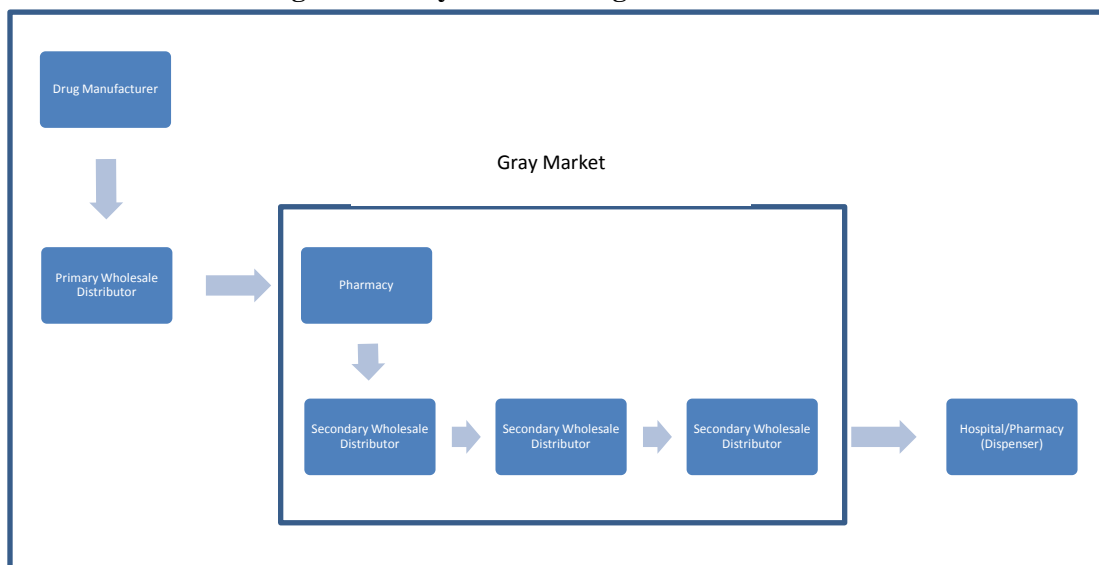 Drug Manufacturer
Gray Market
Primary Wholesale
Distributor
Pharmacy
Secondary Wholesale
Distributor
Secondary Wholesale
Distributor
Secondary Wholesale
Distributor
Hospital/Pharmacy
(Dispenser)